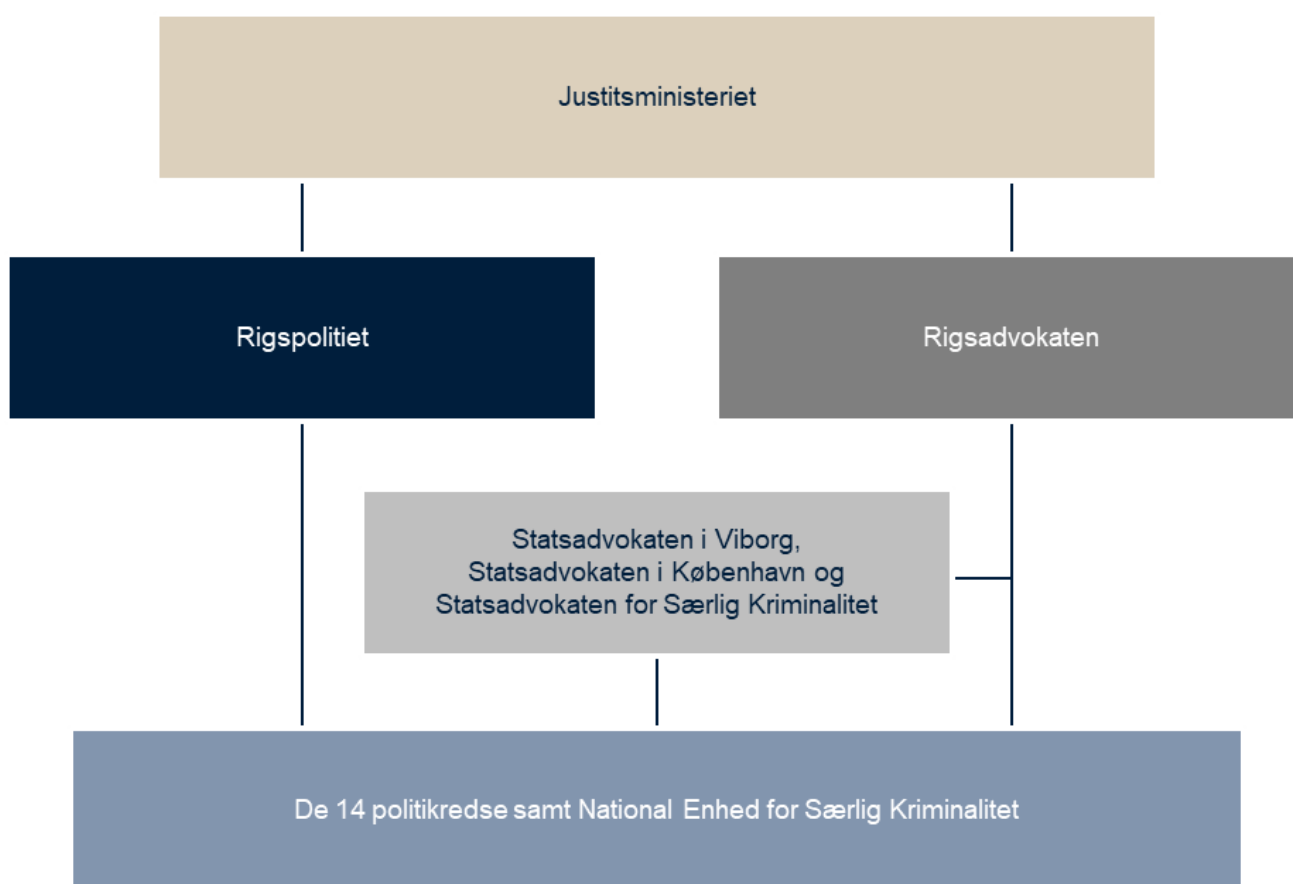 Justitsministeriet
Rigspolitiet
Rigsadvokaten
Statsadvokaten i Viborg,
Statsadvokaten i København og
Statsadvokaten for Særlig Kriminalitet
De 14 politikredse samt National Enhed for Særlig Kriminalitet